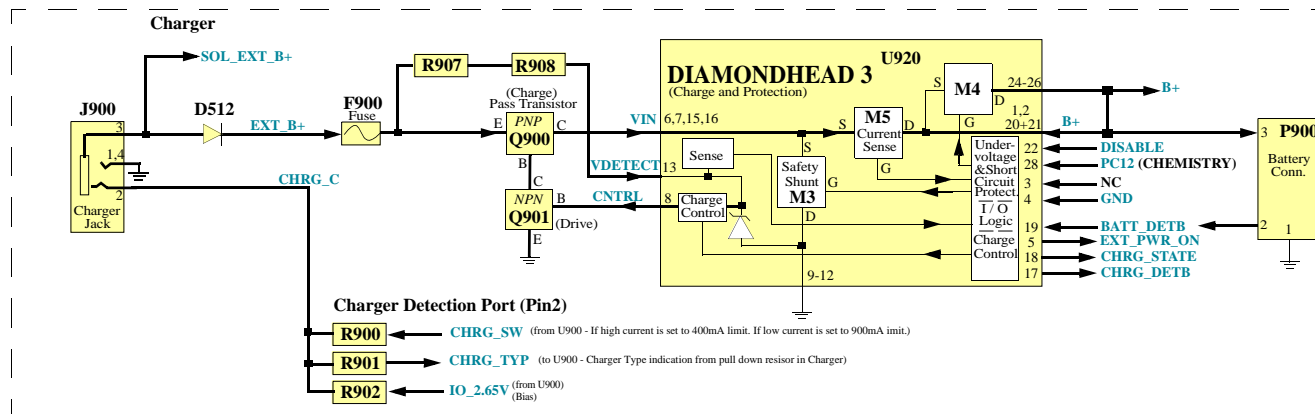 Charger
SOL_EXT_B+
J900
D512
EXT_B+
F900
Fuse
R907
R908
(Charge)
Pass Transistor
PNP
Q900
E
C
B
C
NPN
Q901
B
E
(Drive)
3
1,4
2
Charger
Jack
CHRG_C
VIN
VDETECT
CNTRL
U920
DIAMONDHEAD 3
(Charge and Protection)
6,7,15,16
13
8
Sense
Charge
Control
S
Safety
Shunt
M3
G
D
S
M5
Current
Sense
D
G
S
M4
D
G
24-26
1,2
20+21
Under-
voltage
&Short
Circuit
Protect.
I / O
Logic
Charge
Control
9-12
22
28
3
4
19
5
18
17
B+
B+
DISABLE
PC12 (CHEMISTRY)
NC
GND
BATT_DETB
EXT_PWR_ON
CHRG_STATE
CHRG_DETB
3
P900
Battery
Conn.
2
1
Charger Detection Port (Pin2)
R900
CHRG_SW (from U900 - If high current is set to 400mA limit. If low current is set to 900mA imit.)
R901
CHRG_TYP (to U900 - Charger Type indication from pull down resisor in Charger)
R902
IO_2.65V (from U900)
(Bias)